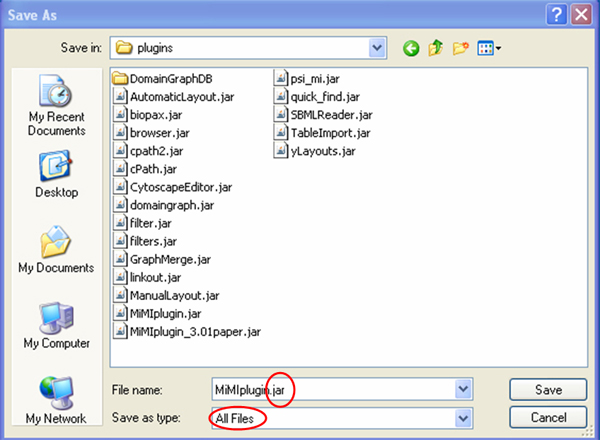 Save As
Save in:
plugins
My Recent
Documents
Desktop
My Documents
My Computer
My Network
DomainGraphDB
AutomaticLayout.jar
biopax.jar
browser.jar
cpath2.jar
cPath.jar
CytoscapeEditor.jar
domaingraph.jar
filter.jar
filters.jar
GraphMerge.jar
linkout.jar
ManualLayout.jar
MiMIplugin.jar
MiMIplugin_3.01paper.jar
psi_mi.jar
quick_find.jar
SBMLReader.jar
TableImport.jar
yLayouts.jar
File name:
MiMIplugin.jar
Save
Save as type:
All Files
Cancel